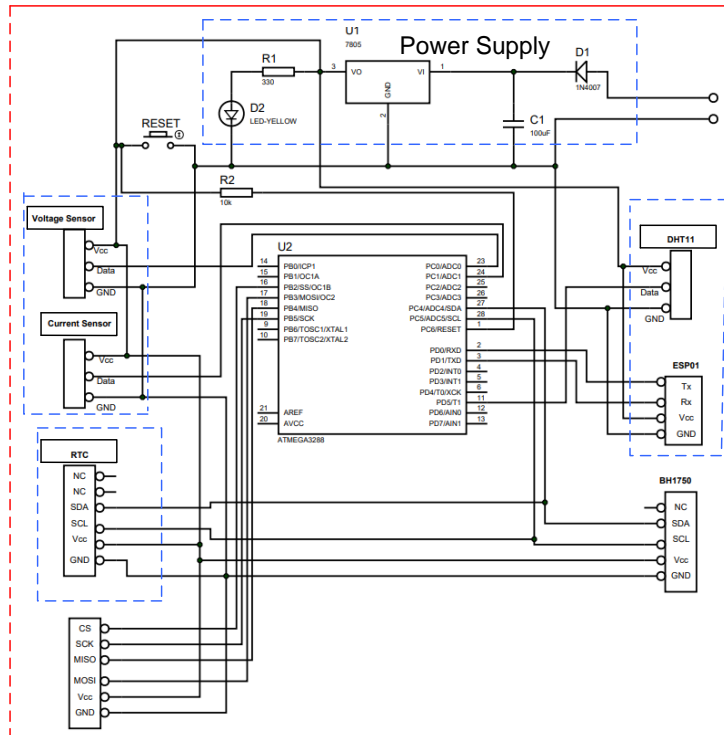 U1
7805
Power Supply
R1
330
3
VO
VI
1
GND
2
D1
1N4007
D2
LED-YELLOW
C1
100uF
RESET
R2
10k
Voltage Sensor
Vcc
Data
GND
Current Sensor
Vcc
Data
GND
U2
14 PB0/ICP1
15 PB1/OC1A
16 PB2/SS/OC1B
17 PB3/MOSI/OC2
18 PB4/MISO
19 PB5/SCK
9 PB6/TOSC1/XTAL1
10 PB7/TOSC2/XTAL2
21 AREF
20 AVCC
PC0/ADC0 23
PC1/ADC1 24
PC2/ADC2 25
PC3/ADC3 26
PC4/ADC4/SDA 27
PC5/ADC5/SCL 28
PC6/RESET 1
PD0/RXD 2
PD1/TXD 3
PD2/INT0 4
PD3/INT1 5
PD4/T0/XCK 6
PD5/T1 11
PD6/AIN0 12
PD7/AIN1 13
ATMEGA3288
DHT11
Vcc
Data
GND
ESP01
Tx
Rx
Vcc
GND
RTC
NC
NC
SDA
SCL
Vcc
GND
BH1750
NC
SDA
SCL
Vcc
GND
CS
SCK
MISO
MOSI
Vcc
GND